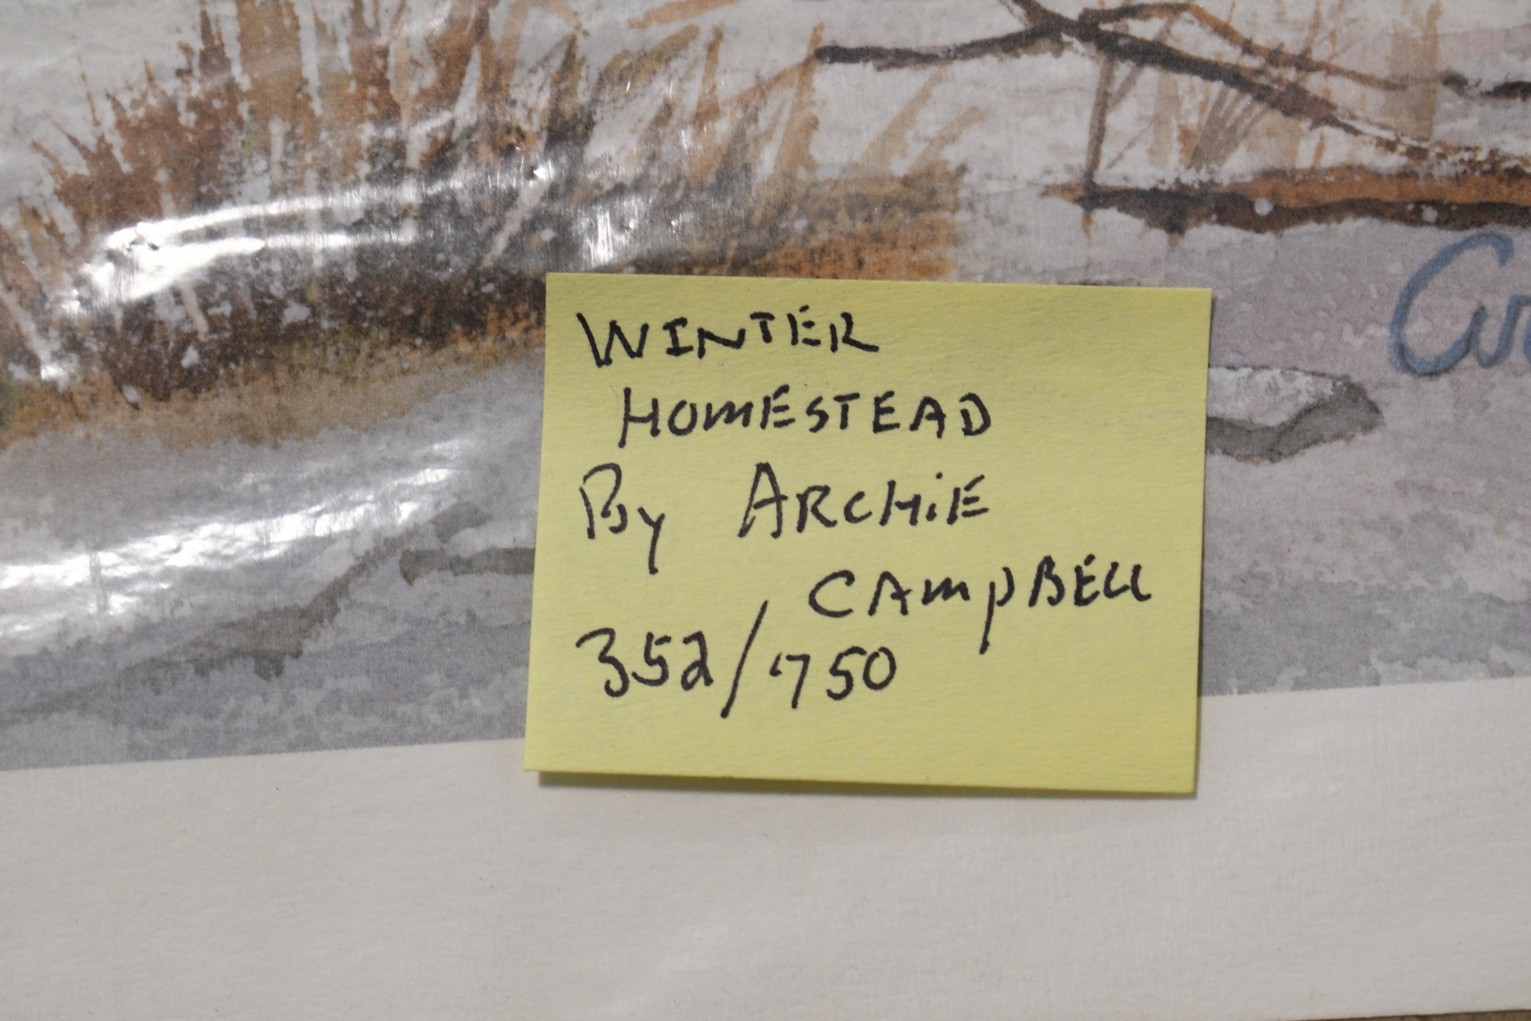 WINTER
HOMESTEAD
By ARCHIE
CAMPBELL
352/750